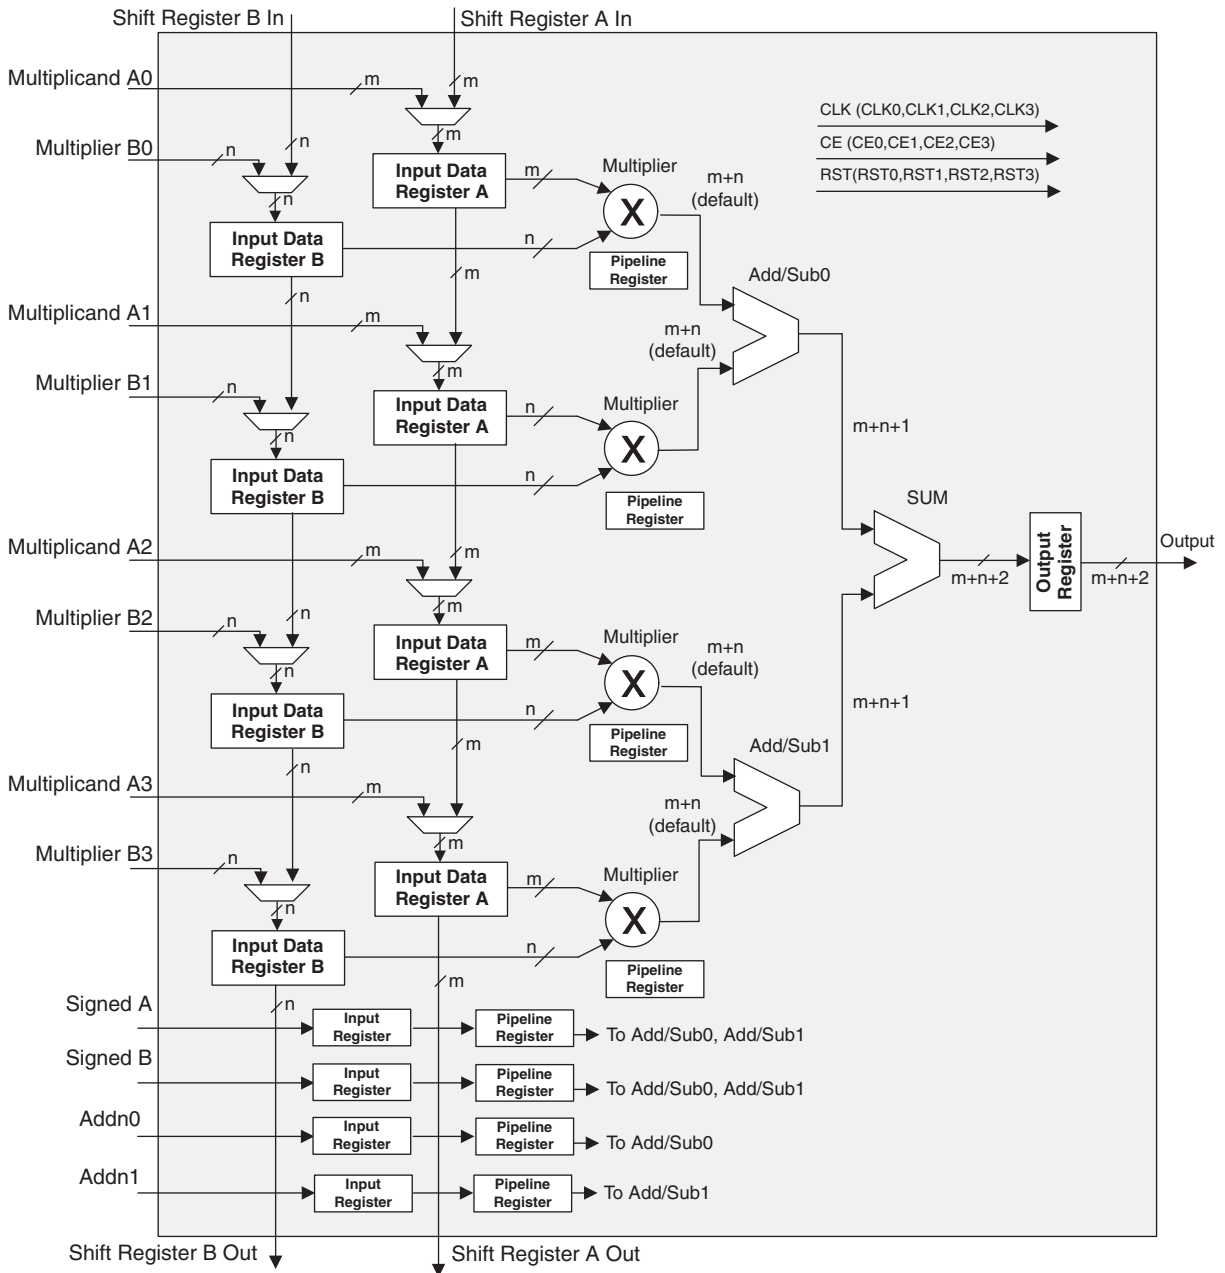 Shift Register B In
Shift Register A In
Multiplicand A0
m
m
CLK (CLK0,CLK1,CLK2,CLK3)
CE (CE0,CE1,CE2,CE3)
RST(RST0,RST1,RST2,RST3)
Multiplier B0
n
n
m
Input Data
Register A
m
Multiplier
m+n
(default)
n
Input Data
Register B
n
Pipeline
Register
m
n
Add/Sub0
Multiplicand A1
m
m+n
(default)
m
Multiplier B1
n
Input Data
Register A
n
Multiplier
n
m+n+1
Input Data
Register B
n
Pipeline
Register
SUM
Multiplicand A2
m
m
Output
Register
Output
m+n+2
m+n+2
m
Multiplier B2
n
n
Input Data
Register A
m
Multiplier
m+n
(default)
n
Input Data
Register B
n
m+n+1
Pipeline
Register
m
n
Add/Sub1
Multiplicand A3
m
m+n
(default)
m
Multiplier B3
n
Input Data
Register A
m
Multiplier
n
Input Data
Register B
n
Pipeline
Register
m
n
Signed A
Input
Register
Pipeline
Register
To Add/Sub0, Add/Sub1
Signed B
Input
Register
Pipeline
Register
To Add/Sub0, Add/Sub1
Addn0
Input
Register
Pipeline
Register
To Add/Sub0
Addn1
Input
Register
Pipeline
Register
To Add/Sub1
Shift Register B Out
Shift Register A Out
X
X
X
X